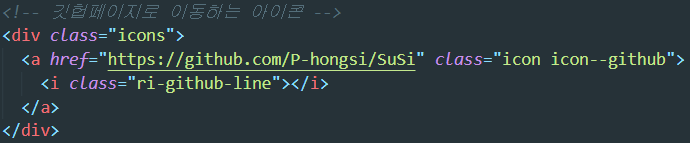 <!-- 깃헙페이지로 이동하는 아이콘 -->
<div class="icons">
<a href="https://github.com/P-hongsi/SuSi" class="icon icon--github">
<i class="ri-github-line"></i>
</a>
</div>